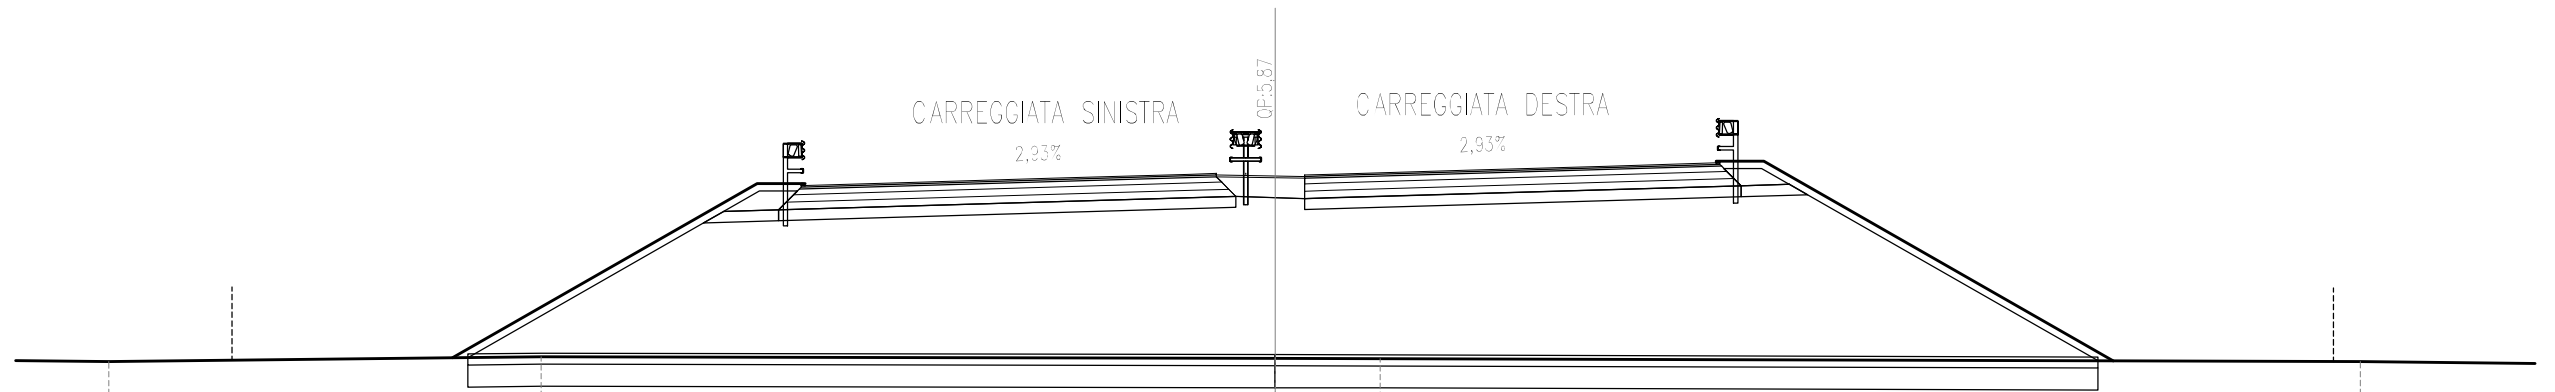 CARREGGIATA SINISTRA
2,93%
QP:5,87
CARREGGIATA DESTRA
2,93%